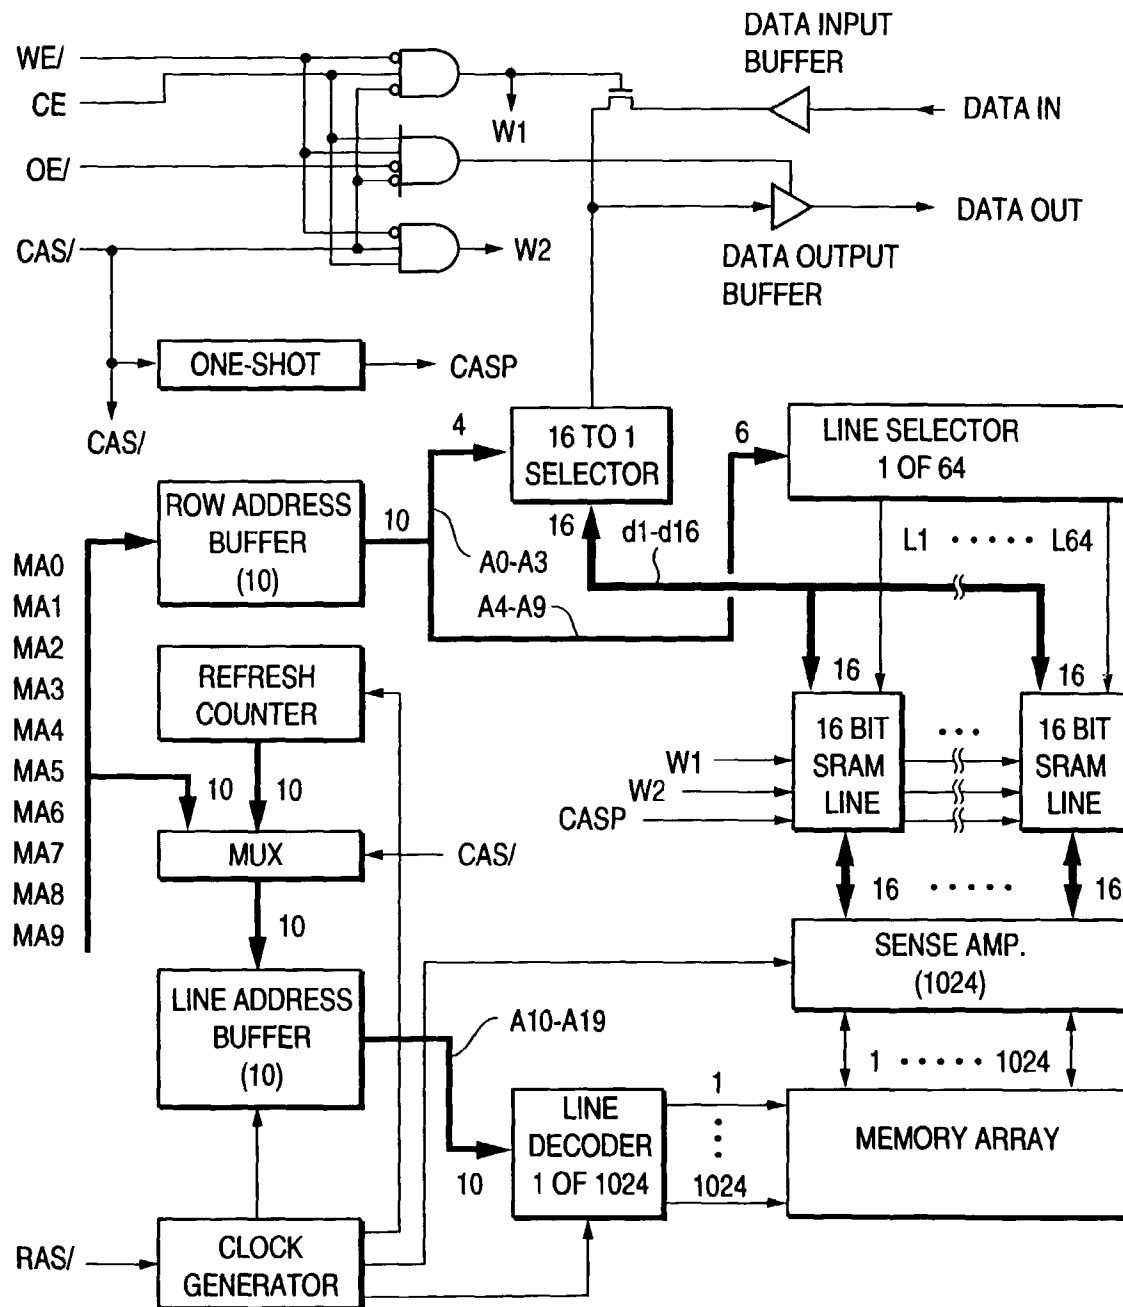 DATA INPUT
BUFFER
WE/
CE
W1
DATA IN
OE/
DATA OUT
CAS/
W2
DATA OUTPUT
BUFFER
ONE-SHOT
CASP
CAS/
4
16 TO 1
SELECTOR
6
LINE SELECTOR
1 OF 64
ROW ADDRESS
BUFFER
(10)
10
16
d1-d16
L1 ..... L64
A0-A3
A4-A9
MA0
MA1
MA2
MA3
MA4
MA5
MA6
MA7
MA8
MA9
REFRESH
COUNTER
16
16
16 BIT
SRAM
LINE
...
16 BIT
SRAM
LINE
W1
W2
CASP
10
10
MUX
CAS/
16 ..... 16
10
SENSE AMP.
(1024)
LINE ADDRESS
BUFFER
(10)
A10-A19
1 ..... 1024
10
LINE
DECODER
1 OF 1024
1
1024
MEMORY ARRAY
RAS/
CLOCK
GENERATOR